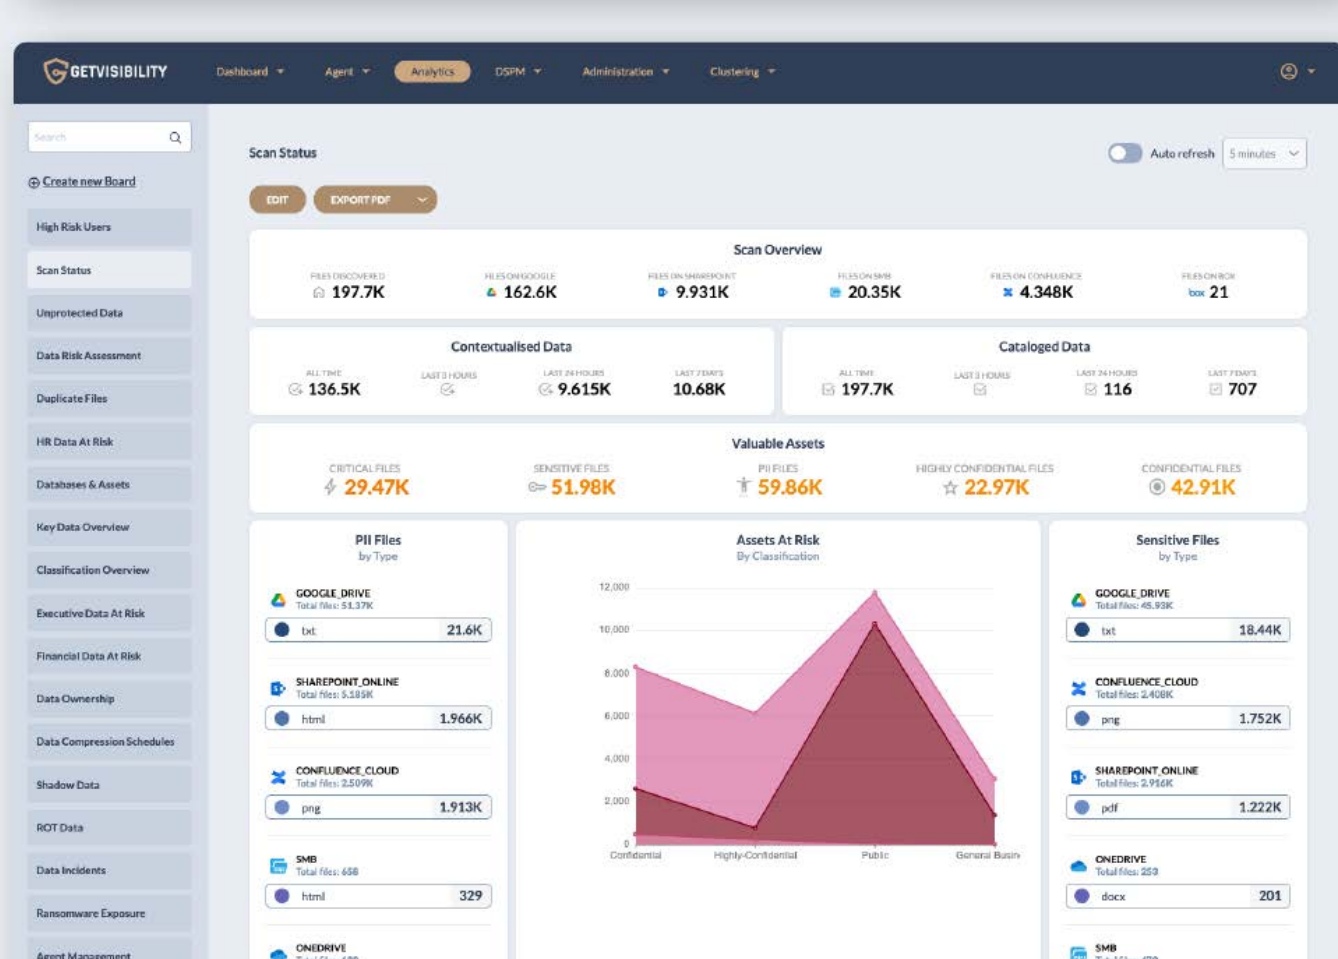 GETVISIBILITY
Dashboard Agent Analytics DSPM Administration Clustering
Search
Create new Board
High Risk Users
Scan Status
Unprotected Data
Data Risk Assessment
Duplicate Files
HR Data At Risk
Databases & Assets
Key Data Overview
Classification Overview
Executive Data At Risk
Financial Data At Risk
Data Ownership
Data Compression Schedules
Shadow Data
ROT Data
Data Incidents
Ransomware Exposure
Agent Management
Scan Status
Auto refresh 5 minutes
EDIT EXPORT PDF
Scan Overview
FILES DISCOVERED FILES ON GOOGLE FILES ON SHAREPOINT FILES ON SMB FILES ON CONFLUENCE FILES ON BOX
197.7K 162.6K 9.931K 20.35K 4.348K box 21
Contextualised Data
ALL TIME LAST 3 HOURS LAST 24 HOURS LAST 7 DAYS
136.5K 9.615K 10.68K
Cataloged Data
ALL TIME LAST 3 HOURS LAST 24 HOURS LAST 7 DAYS
197.7K 116 707
Valuable Assets
CRITICAL FILES SENSITIVE FILES PII FILES HIGHLY CONFIDENTIAL FILES CONFIDENTIAL FILES
29.47K 51.98K 59.86K 22.97K 42.91K
PII Files
by Type
GOOGLE_DRIVE
Total files: 51.37K
txt 21.6K
SHAREPOINT_ONLINE
Total files: 5.185K
html 1.966K
CONFLUENCE_CLOUD
Total files: 2.509K
png 1.913K
SMB
Total files: 658
html 329
ONEDRIVE
Assets At Risk
By Classification
12,000
10,000
8,000
6,000
4,000
2,000
0
Confidential Highly-Confidential Public General Busin
Sensitive Files
by Type
GOOGLE_DRIVE
Total files: 45.93K
txt 18.44K
CONFLUENCE_CLOUD
Total files: 2.408K
png 1.752K
SHAREPOINT_ONLINE
Total files: 2.916K
pdf 1.222K
ONEDRIVE
Total files: 253
docx 201
SMB